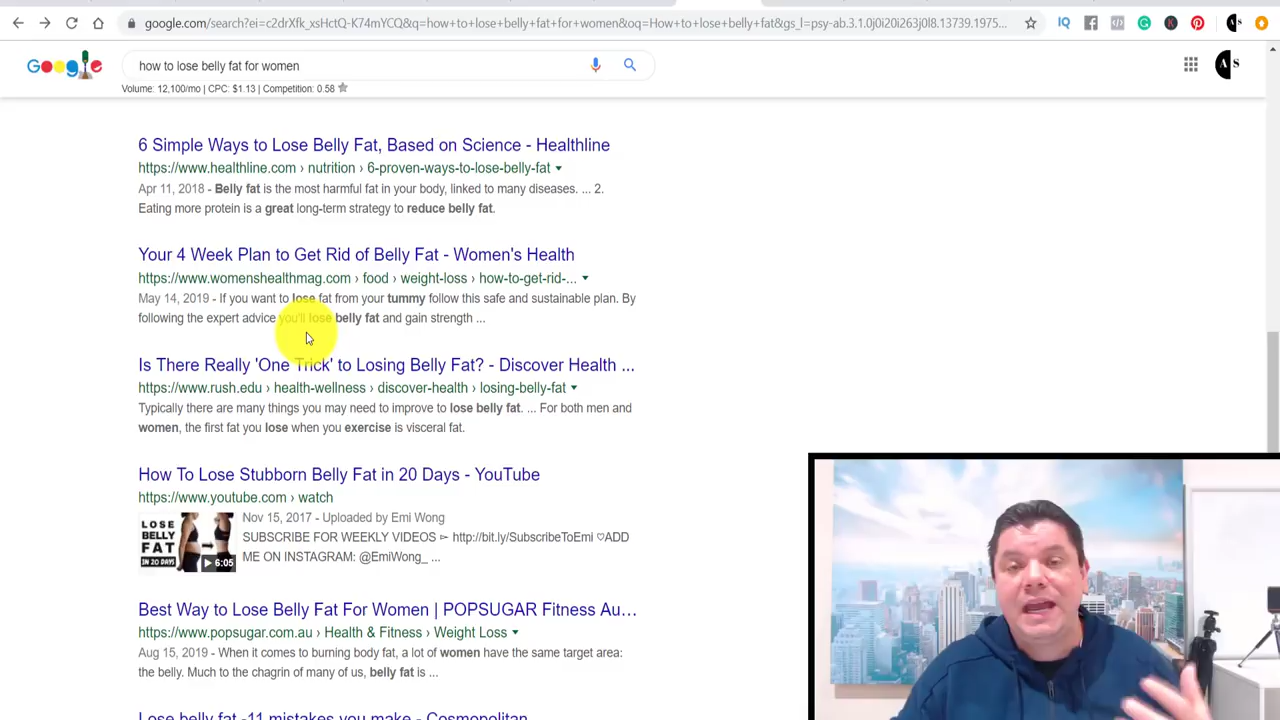 google.com/search?ei=c2drXfk_xsHctQ-K74mYCQ&q=how+to+lose+belly+fat+for+women&oq=How+to+lose+belly+fat&gs_l=psy-ab.3.1.0j0i20i263j0l8.13739.1975...
Google
how to lose belly fat for women
A S
Volume: 12,100/mo | CPC: $1.13 | Competition: 0.58
6 Simple Ways to Lose Belly Fat, Based on Science - Healthline
https://www.healthline.com › nutrition › 6-proven-ways-to-lose-belly-fat
Apr 11, 2018 - Belly fat is the most harmful fat in your body, linked to many diseases. ... 2.
Eating more protein is a great long-term strategy to reduce belly fat.
Your 4 Week Plan to Get Rid of Belly Fat - Women's Health
https://www.womenshealthmag.com › food › weight-loss › how-to-get-rid-...
May 14, 2019 - If you want to lose fat from your tummy follow this safe and sustainable plan. By
following the expert advice you'll lose belly fat and gain strength ...
Is There Really 'One Trick' to Losing Belly Fat? - Discover Health ...
https://www.rush.edu › health-wellness › discover-health › losing-belly-fat
Typically there are many things you may need to improve to lose belly fat. ... For both men and
women, the first fat you lose when you exercise is visceral fat.
How To Lose Stubborn Belly Fat in 20 Days - YouTube
https://www.youtube.com › watch
Nov 15, 2017 - Uploaded by Emi Wong
SUBSCRIBE FOR WEEKLY VIDEOS ► http://bit.ly/SubscribeToEmi ♡ADD
ME ON INSTAGRAM: @EmiWong_ ...
LOSE
BELLY
FAT
IN 20 DAYS
6:05
Best Way to Lose Belly Fat For Women | POPSUGAR Fitness Au...
https://www.popsugar.com.au › Health & Fitness › Weight Loss
Aug 15, 2019 - When it comes to burning body fat, a lot of women have the same target area:
the belly. Much to the chagrin of many of us, belly fat is ...
Lose belly fat -11 mistakes you make - Cosmopolitan